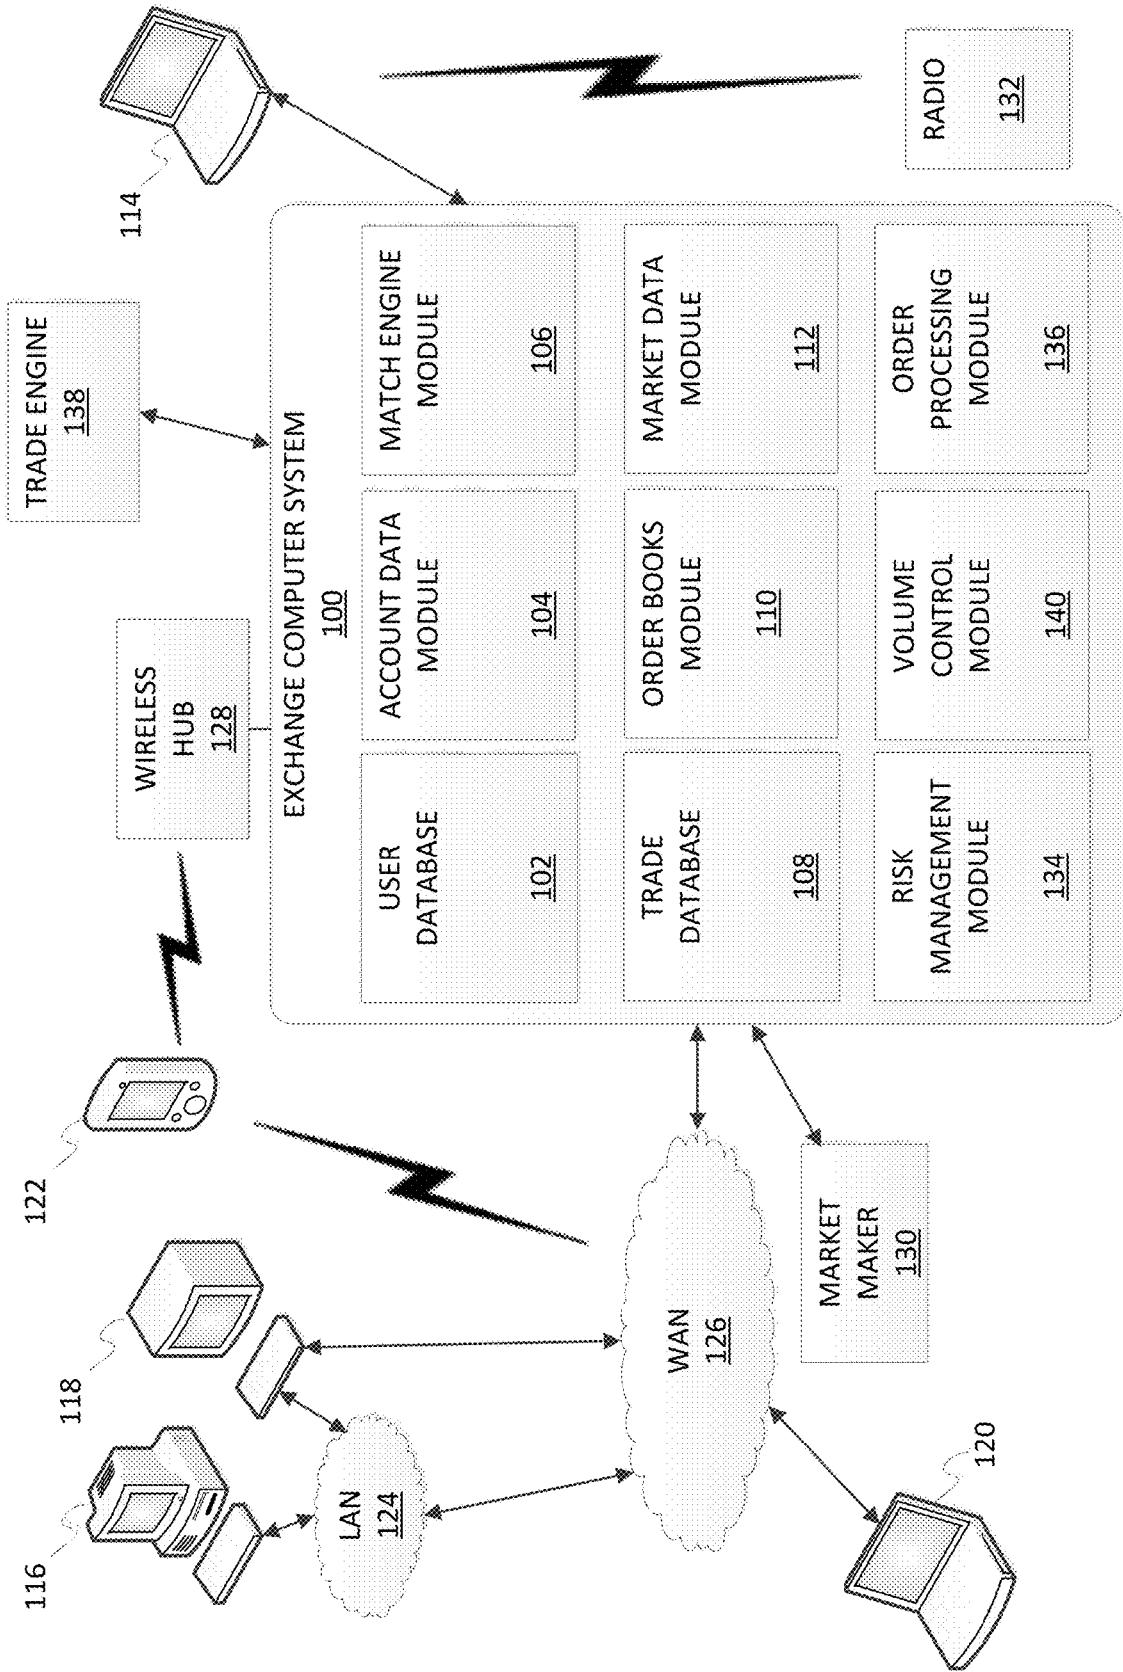 116
118
122
114
TRADE ENGINE
138
WIRELESS
HUB
128
LAN
124
WAN
126
120
MARKET
MAKER
130
RADIO
132
EXCHANGE COMPUTER SYSTEM
100
USER
DATABASE
102
ACCOUNT DATA
MODULE
104
MATCH ENGINE
MODULE
106
TRADE
DATABASE
108
ORDER BOOKS
MODULE
110
MARKET DATA
MODULE
112
RISK
MANAGEMENT
MODULE
134
VOLUME
CONTROL
MODULE
140
ORDER
PROCESSING
MODULE
136